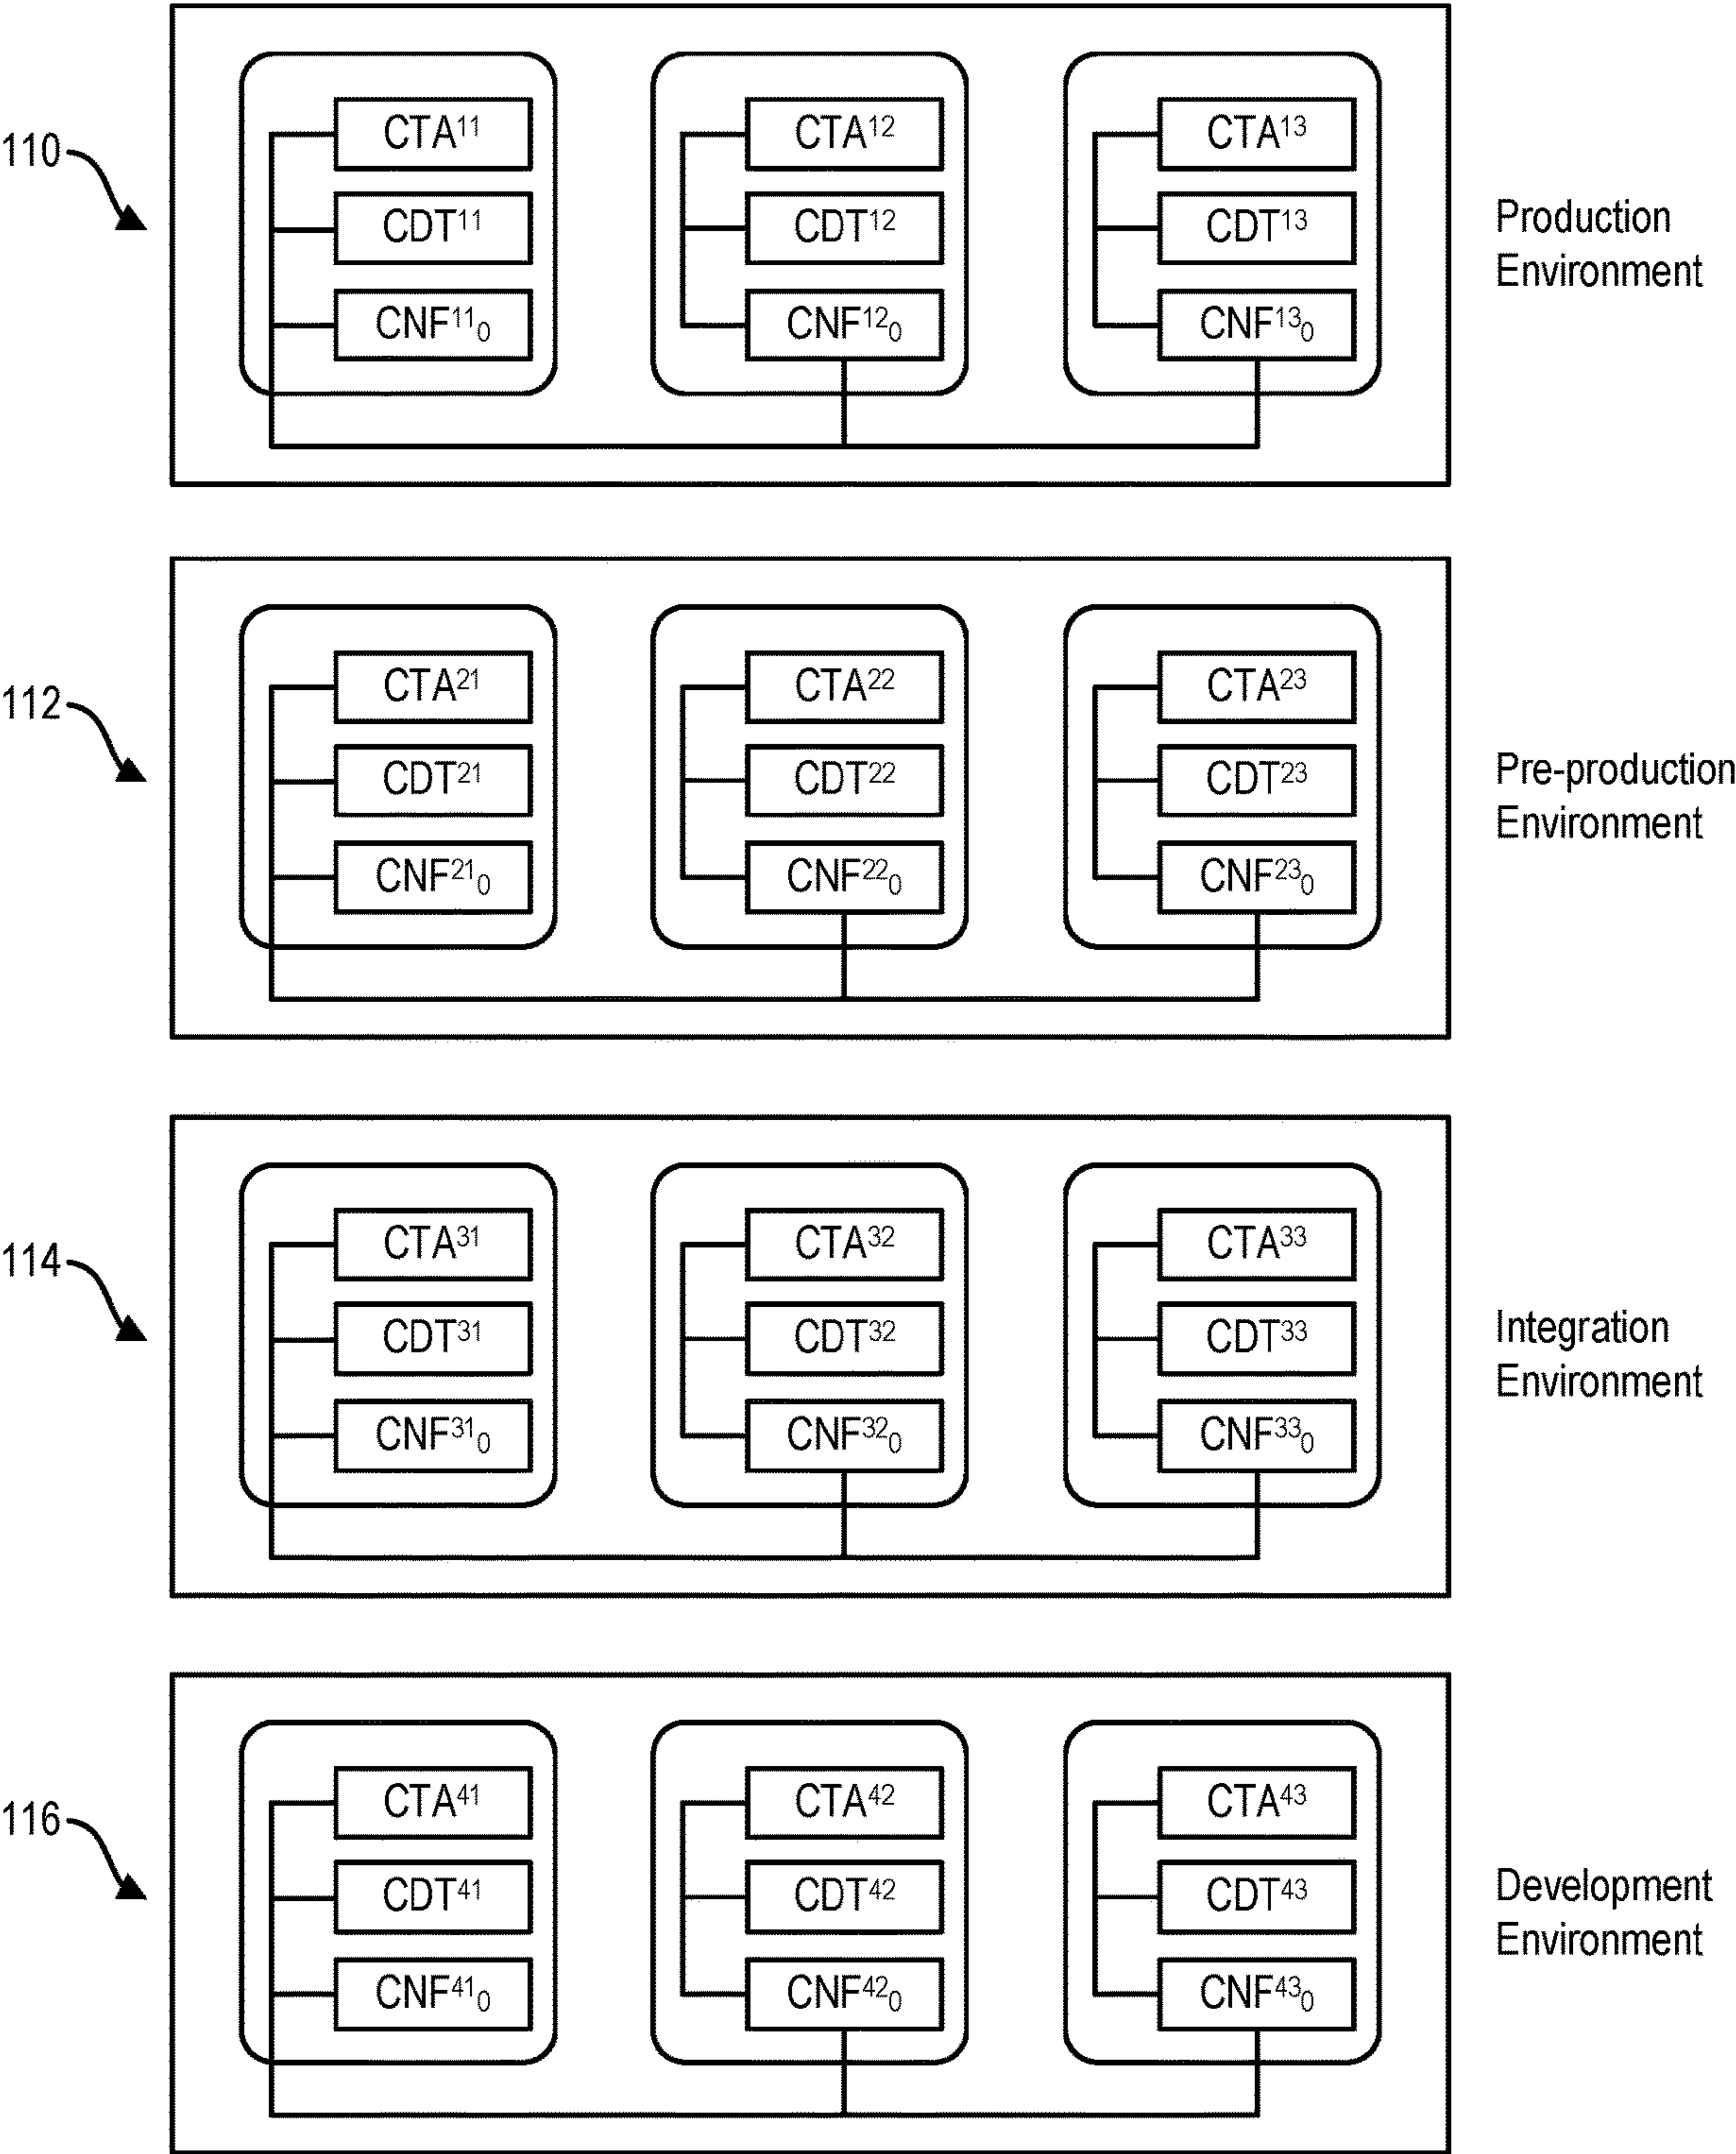 110
CTA¹¹ CTA¹² CTA¹³
CDT¹¹ CDT¹² CDT¹³
CNF¹¹₀ CNF¹²₀ CNF¹³₀
Production
Environment
112
CTA²¹ CTA²² CTA²³
CDT²¹ CDT²² CDT²³
CNF²¹₀ CNF²²₀ CNF²³₀
Pre-production
Environment
114
CTA³¹ CTA³² CTA³³
CDT³¹ CDT³² CDT³³
CNF³¹₀ CNF³²₀ CNF³³₀
Integration
Environment
116
CTA⁴¹ CTA⁴² CTA⁴³
CDT⁴¹ CDT⁴² CDT⁴³
CNF⁴¹₀ CNF⁴²₀ CNF⁴³₀
Development
Environment